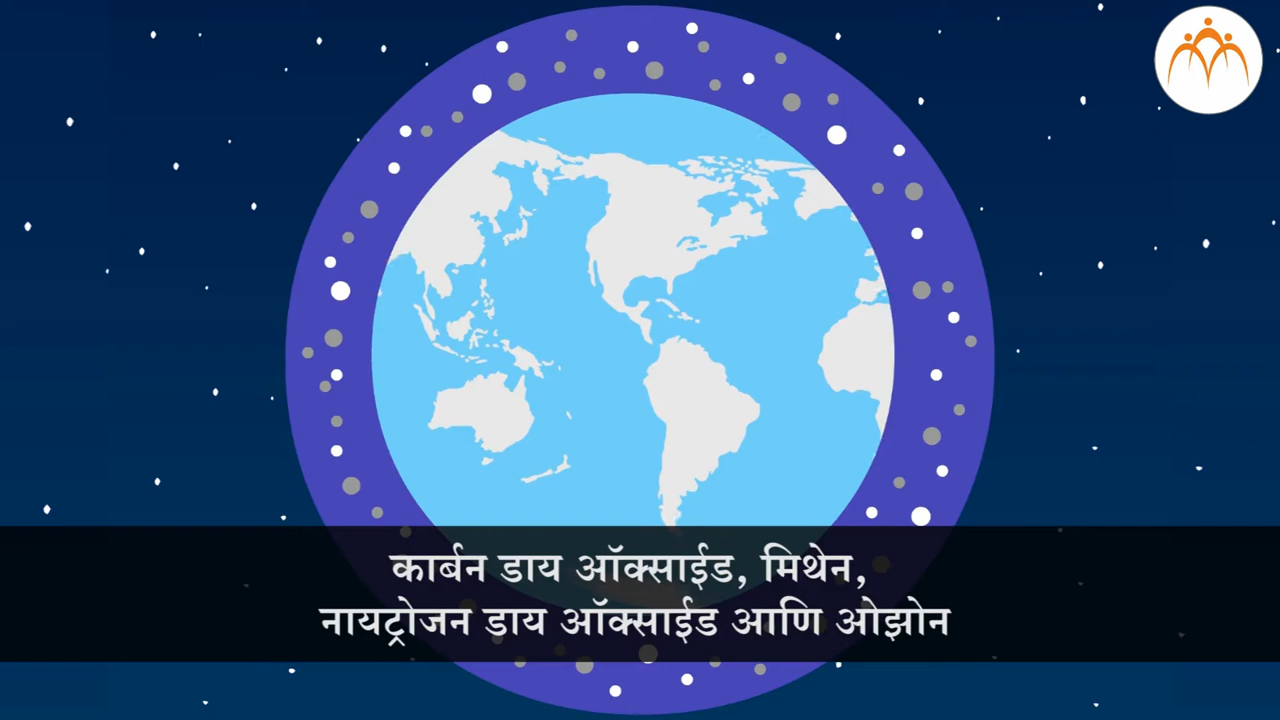 कार्बन डाय ऑक्साईड, मिथेन,
नायट्रोजन डाय ऑक्साईड आणि ओझोन